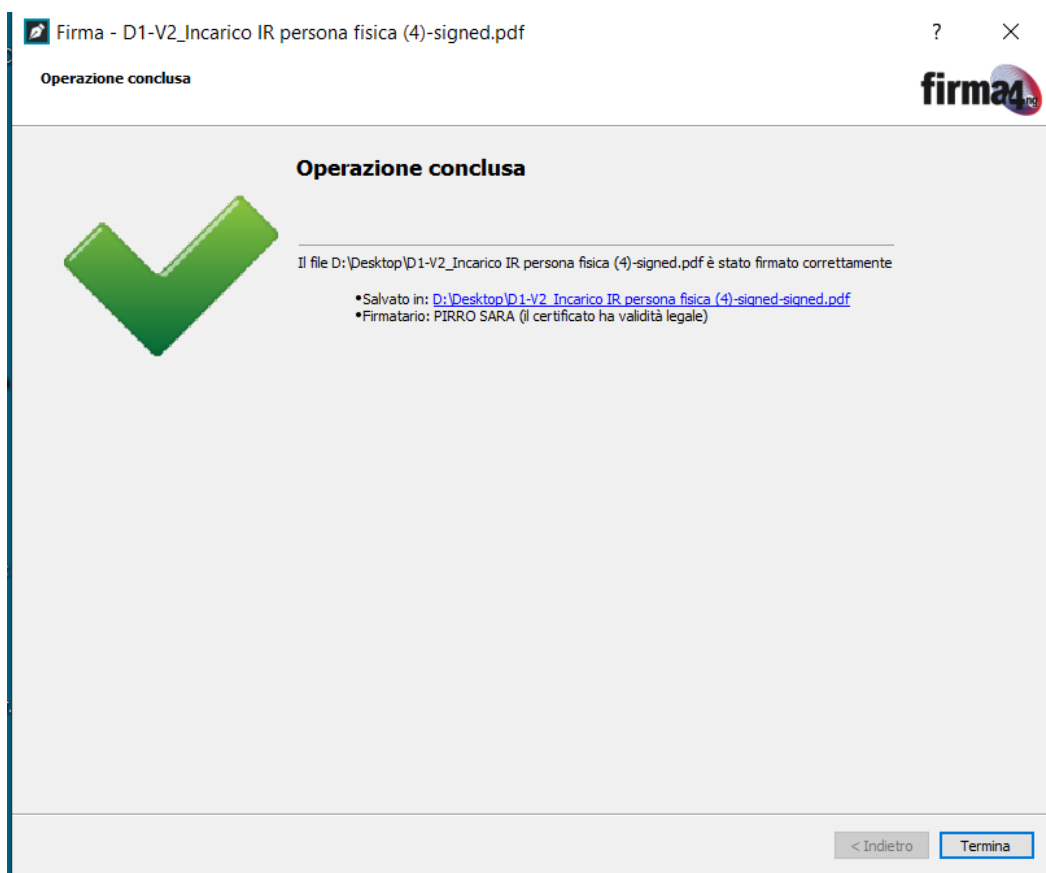 Firma - D1-V2_Incarico IR persona fisica (4)-signed.pdf
?
Operazione conclusa
firma4ng
Operazione conclusa
Il file D:\Desktop\D1-V2_Incarico IR persona fisica (4)-signed.pdf è stato firmato correttamente
•Salvato in: D:\Desktop\D1-V2_Incarico IR persona fisica (4)-signed-signed.pdf
•Firmatario: PIRRO SARA (il certificato ha validità legale)
< Indietro
Termina